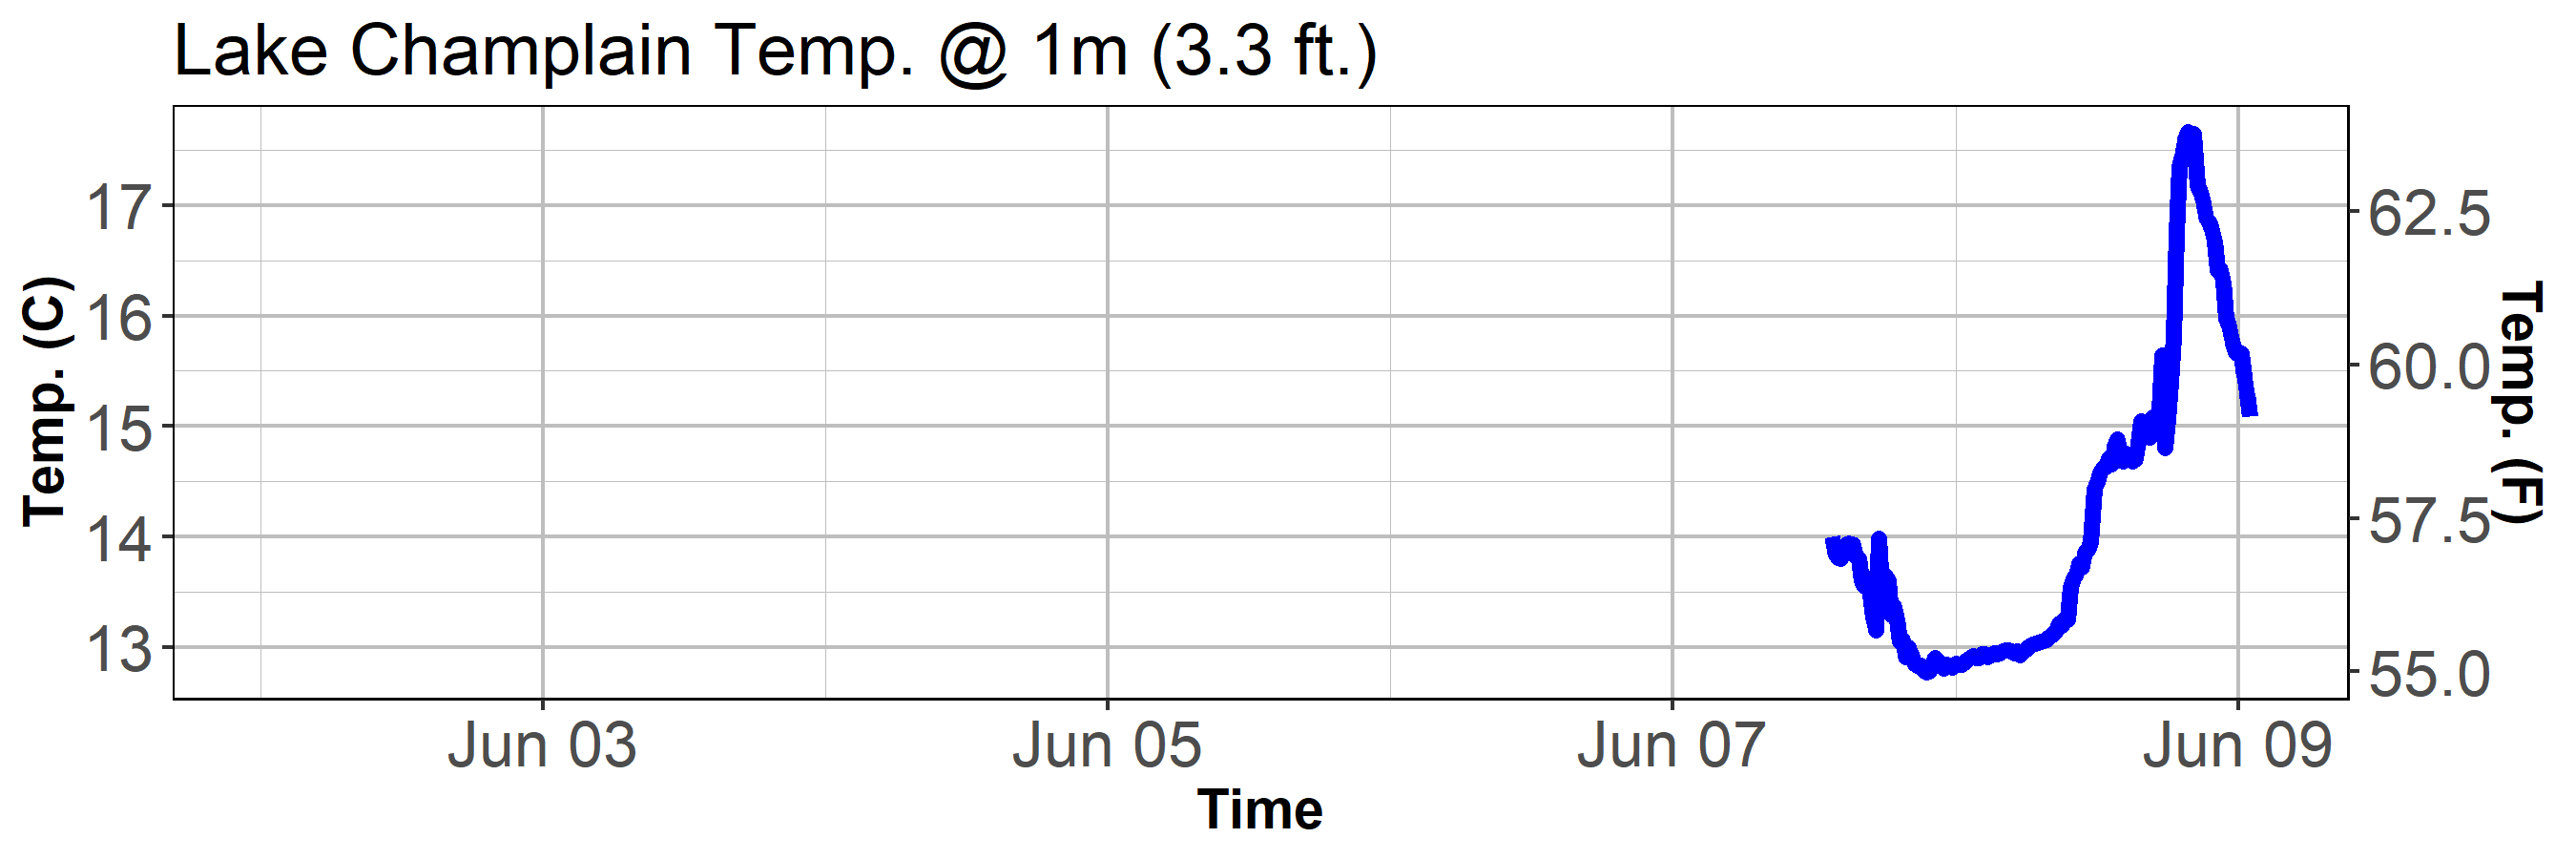 Lake Champlain Temp. @ 1m (3.3 ft.)
Temp. (C)
17
16
15
14
13
62.5
60.0
57.5
55.0
Temp. (F)
Jun 03 Jun 05 Jun 07 Jun 09
Time